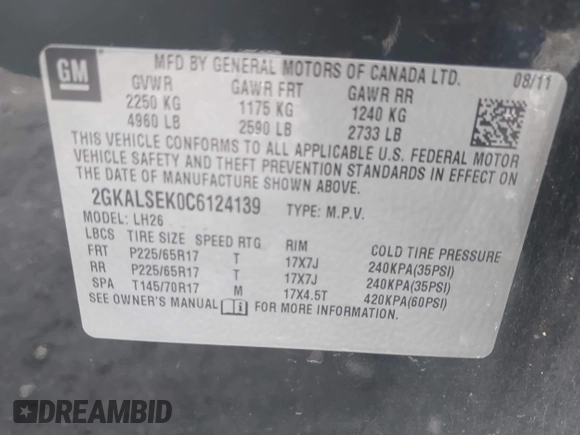 GM
MFD BY GENERAL MOTORS OF CANADA LTD.
08/11
GVWR GAWR FRT GAWR RR
2250 KG 1175 KG 1240 KG
4960 LB 2590 LB 2733 LB
THIS VEHICLE CONFORMS TO ALL APPLICABLE U.S. FEDERAL MOTOR
VEHICLE SAFETY AND THEFT PREVENTION STANDARDS IN EFFECT ON
THE DATE OF MANUFACTURE SHOWN ABOVE.
2GKALSEK0C6124139 TYPE: M.P.V.
MODEL: LH26
LBCS TIRE SIZE SPEED RTG RIM COLD TIRE PRESSURE
FRT P225/65R17 T 17X7J 240KPA(35PSI)
RR P225/65R17 T 17X7J 240KPA(35PSI)
SPA T145/70R17 M 17X4.5T 420KPA(60PSI)
SEE OWNER'S MANUAL FOR MORE INFORMATION.
DREAMBID